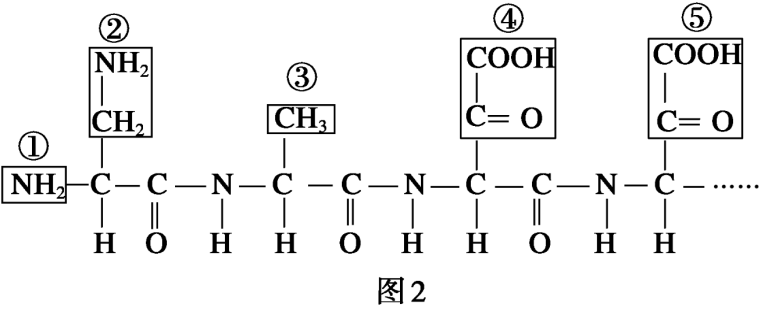 ② ④ ⑤
NH₂ COOH COOH
③
CH₂ CH₃ C=O C=O
①
NH₂—C—C—N—C—C—N—C—C—N—C—······
H O H H O H H O H H
图2